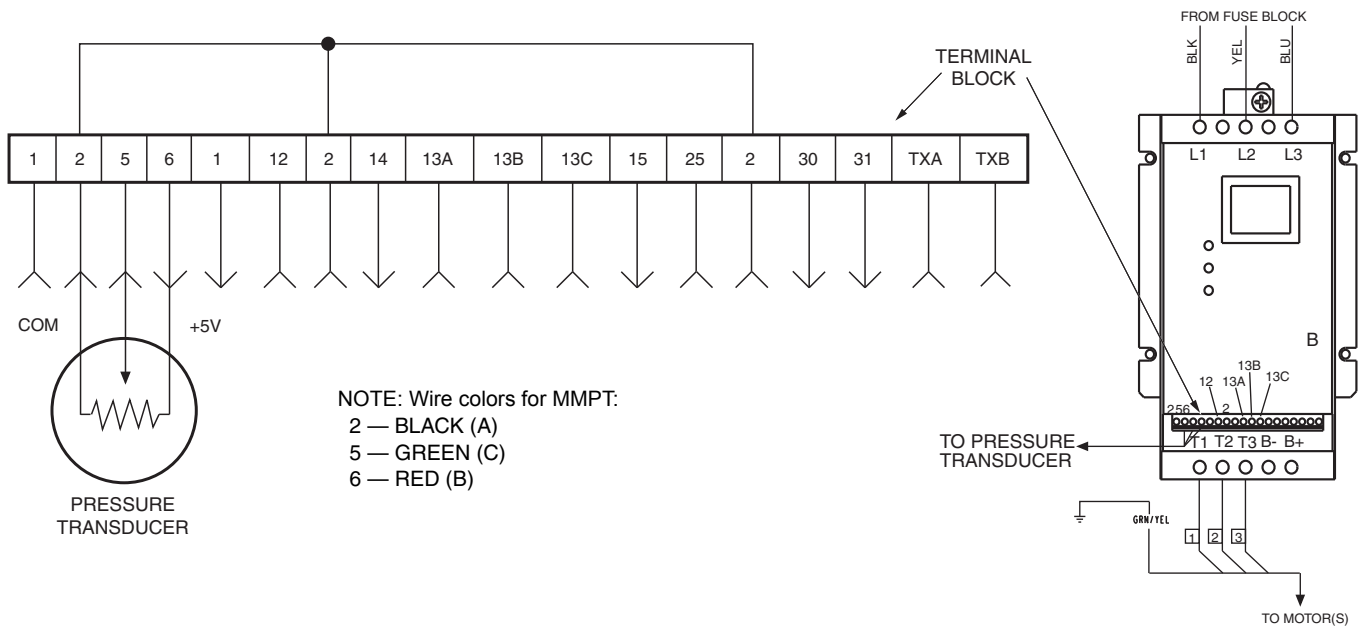 FROM FUSE BLOCK
BLK YEL BLU
TERMINAL
BLOCK
1 2 5 6 1 12 2 14 13A 13B 13C 15 25 2 30 31 TXA TXB
L1 L2 L3
COM +5V
PRESSURE
TRANSDUCER
NOTE: Wire colors for MMPT:
2 — BLACK (A)
5 — GREEN (C)
6 — RED (B)
B
13B
12 13A 13C
256 2
TO PRESSURE
TRANSDUCER
T1 T2 T3 B- B+
GRN/YEL
1 2 3
TO MOTOR(S)